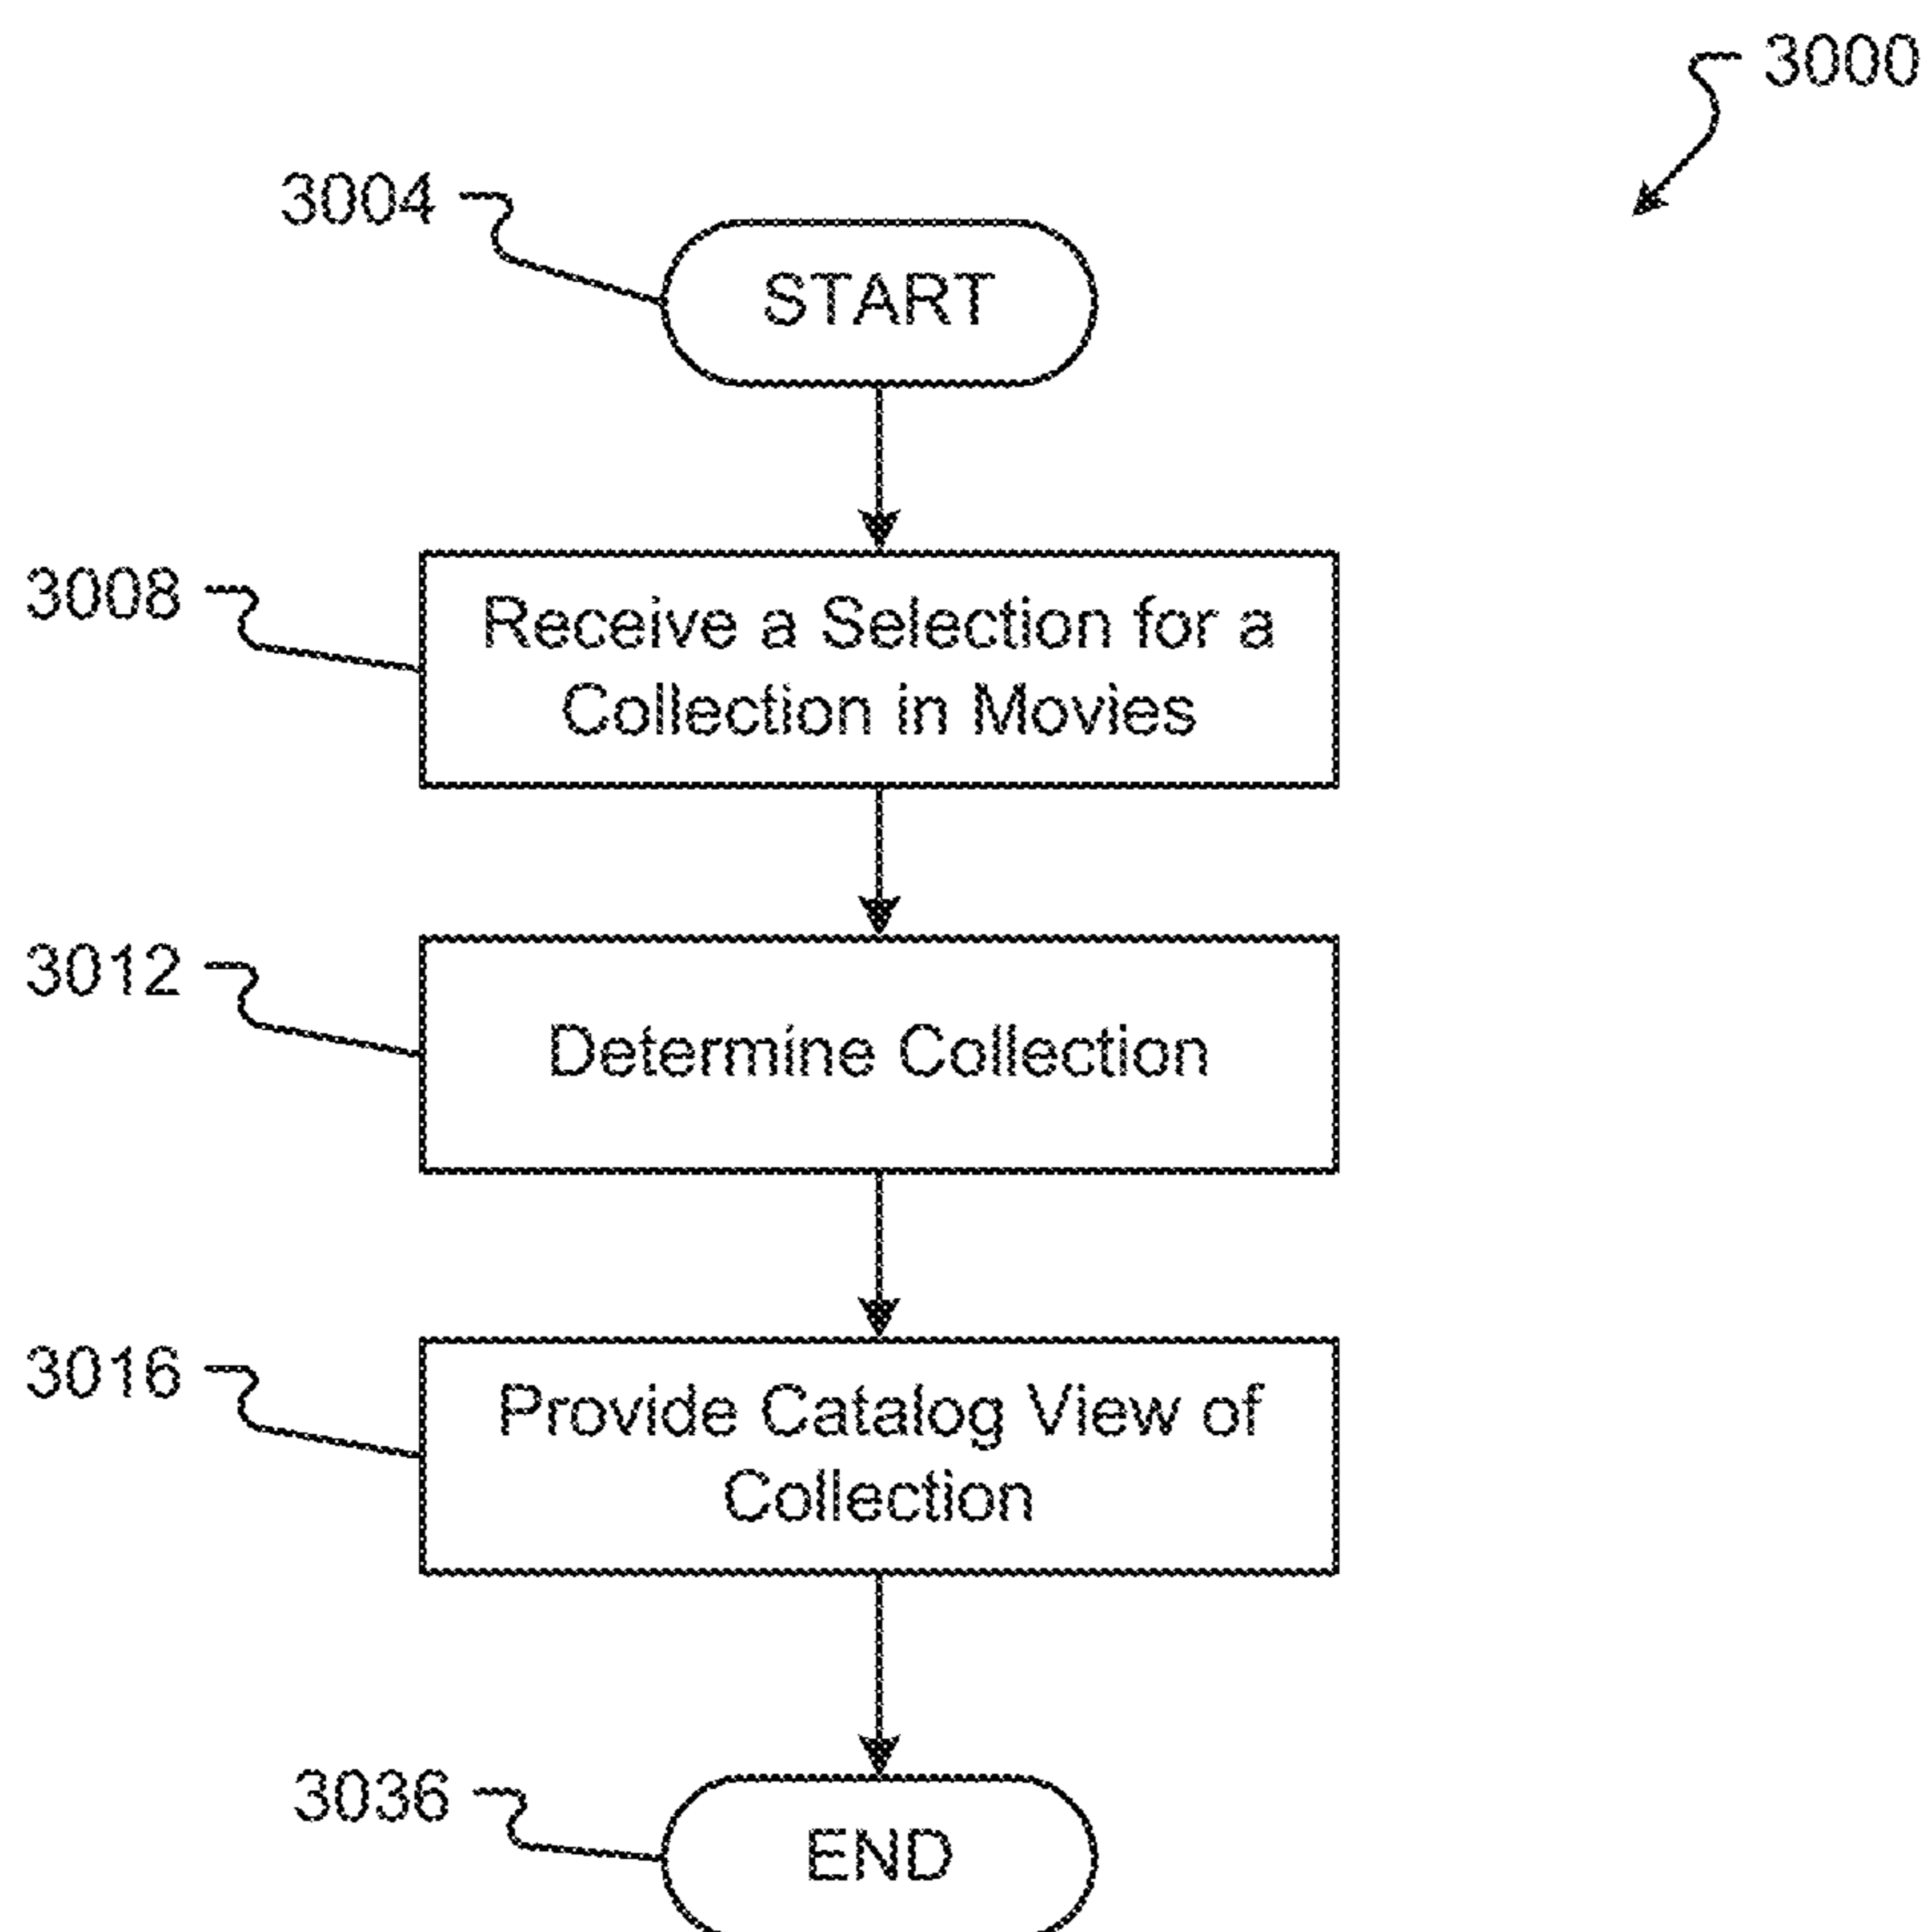 3000
3004
START
3008
Receive a Selection for a
Collection in Movies
3012
Determine Collection
3016
Provide Catalog View of
Collection
3036
END